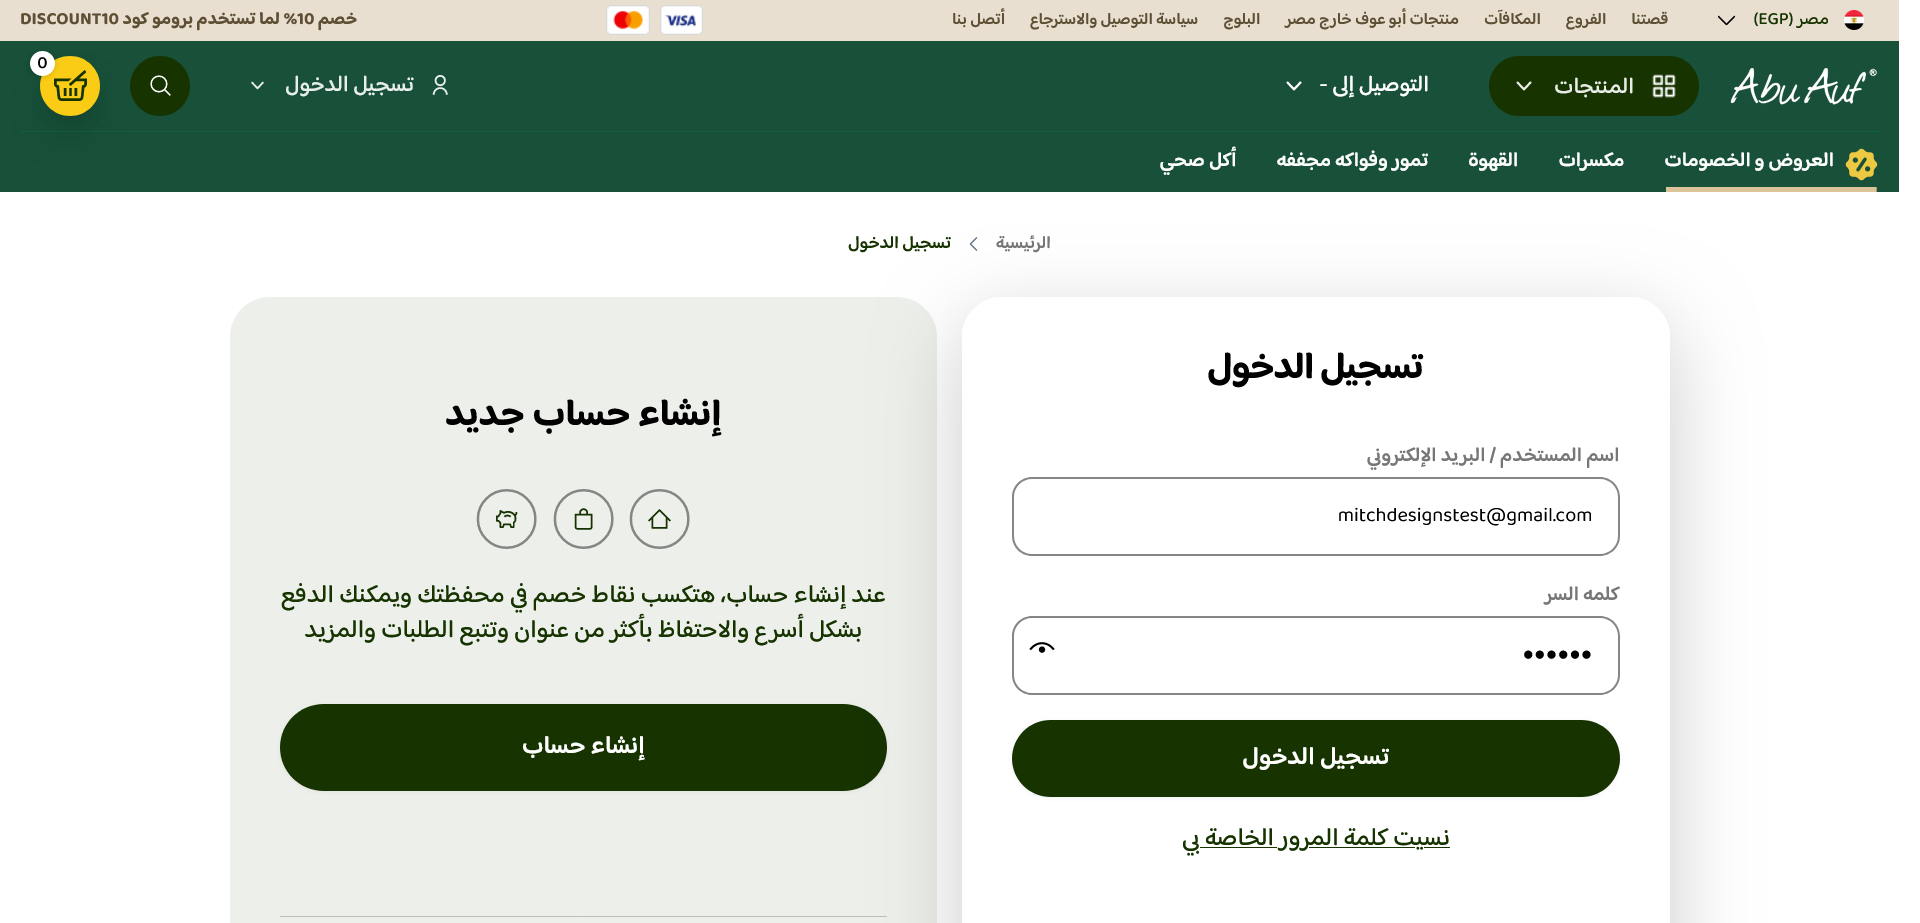 مصر (EGP)
قصتنا
الفروع
المكافآت
منتجات أبو عوف خارج مصر
البلوج
سياسة التوصيل والاسترجاع
أتصل بنا
VISA
خصم 10% لما تستخدم برومو كود DISCOUNT10
Abu Auf®
المنتجات
التوصيل إلى -
تسجيل الدخول
0
العروض و الخصومات
مكسرات
القهوة
تمور وفواكه مجففه
أكل صحي
الرئيسية
تسجيل الدخول
تسجيل الدخول
اسم المستخدم / البريد الإلكتروني
mitchdesignstest@gmail.com
كلمه السر
••••••
تسجيل الدخول
نسيت كلمة المرور الخاصة بي
إنشاء حساب جديد
عند إنشاء حساب، هتكسب نقاط خصم في محفظتك ويمكنك الدفع
بشكل أسرع والاحتفاظ بأكثر من عنوان وتتبع الطلبات والمزيد
إنشاء حساب